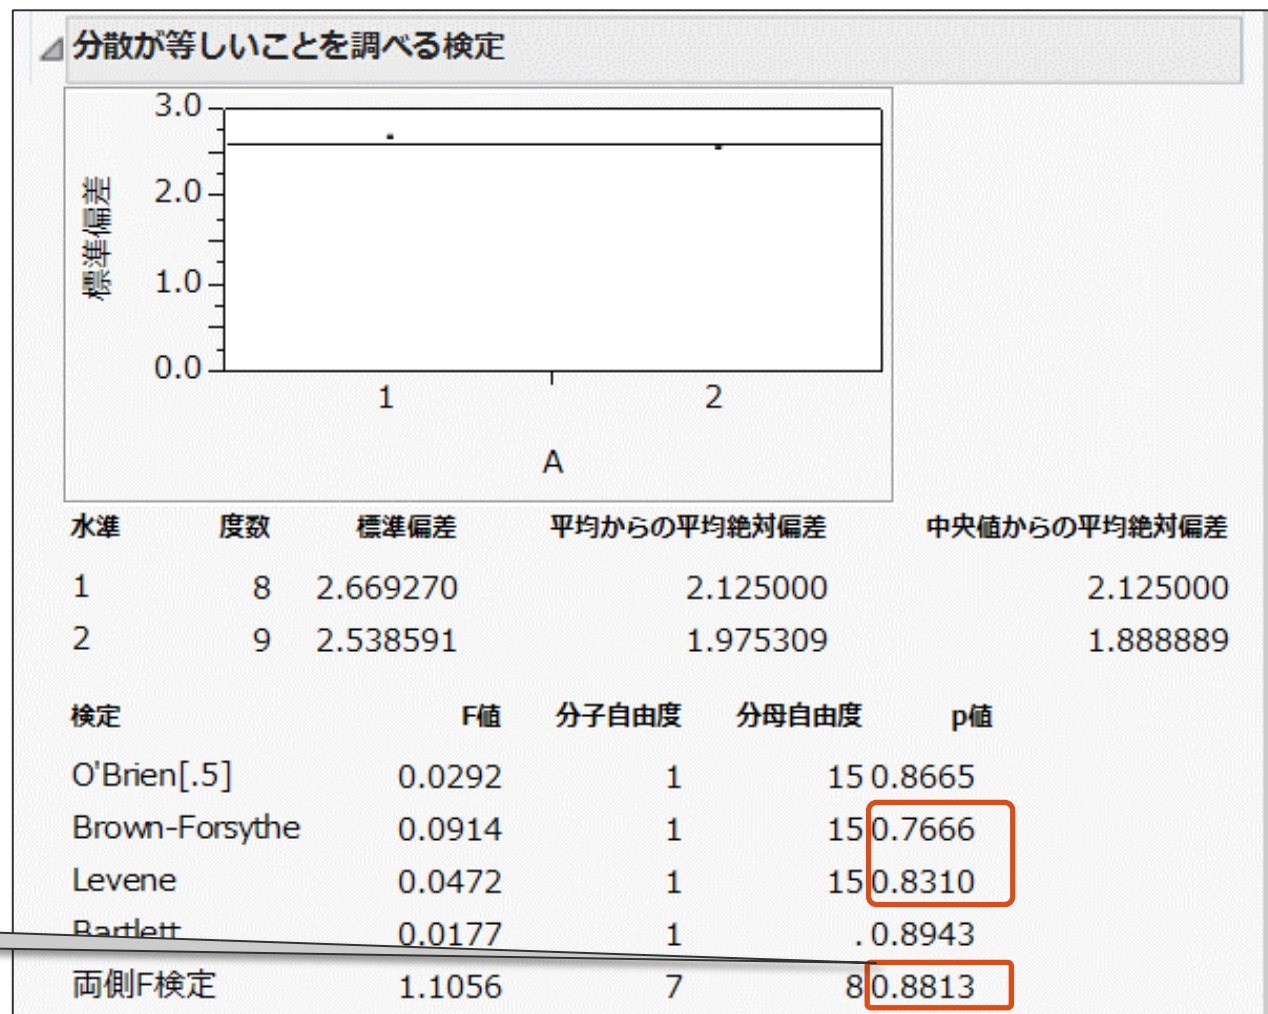 分散が等しいことを調べる検定
3.0
2.0
1.0
0.0
標準偏差
1 2
A
水準 度数 標準偏差 平均からの平均絶対偏差 中央値からの平均絶対偏差
1 8 2.669270 2.125000 2.125000
2 9 2.538591 1.975309 1.888889
検定 F値 分子自由度 分母自由度 p値
O'Brien[.5] 0.0292 1 15 0.8665
Brown-Forsythe 0.0914 1 15 0.7666
Levene 0.0472 1 15 0.8310
Bartlett 0.0177 1 . 0.8943
両側F検定 1.1056 7 8 0.8813